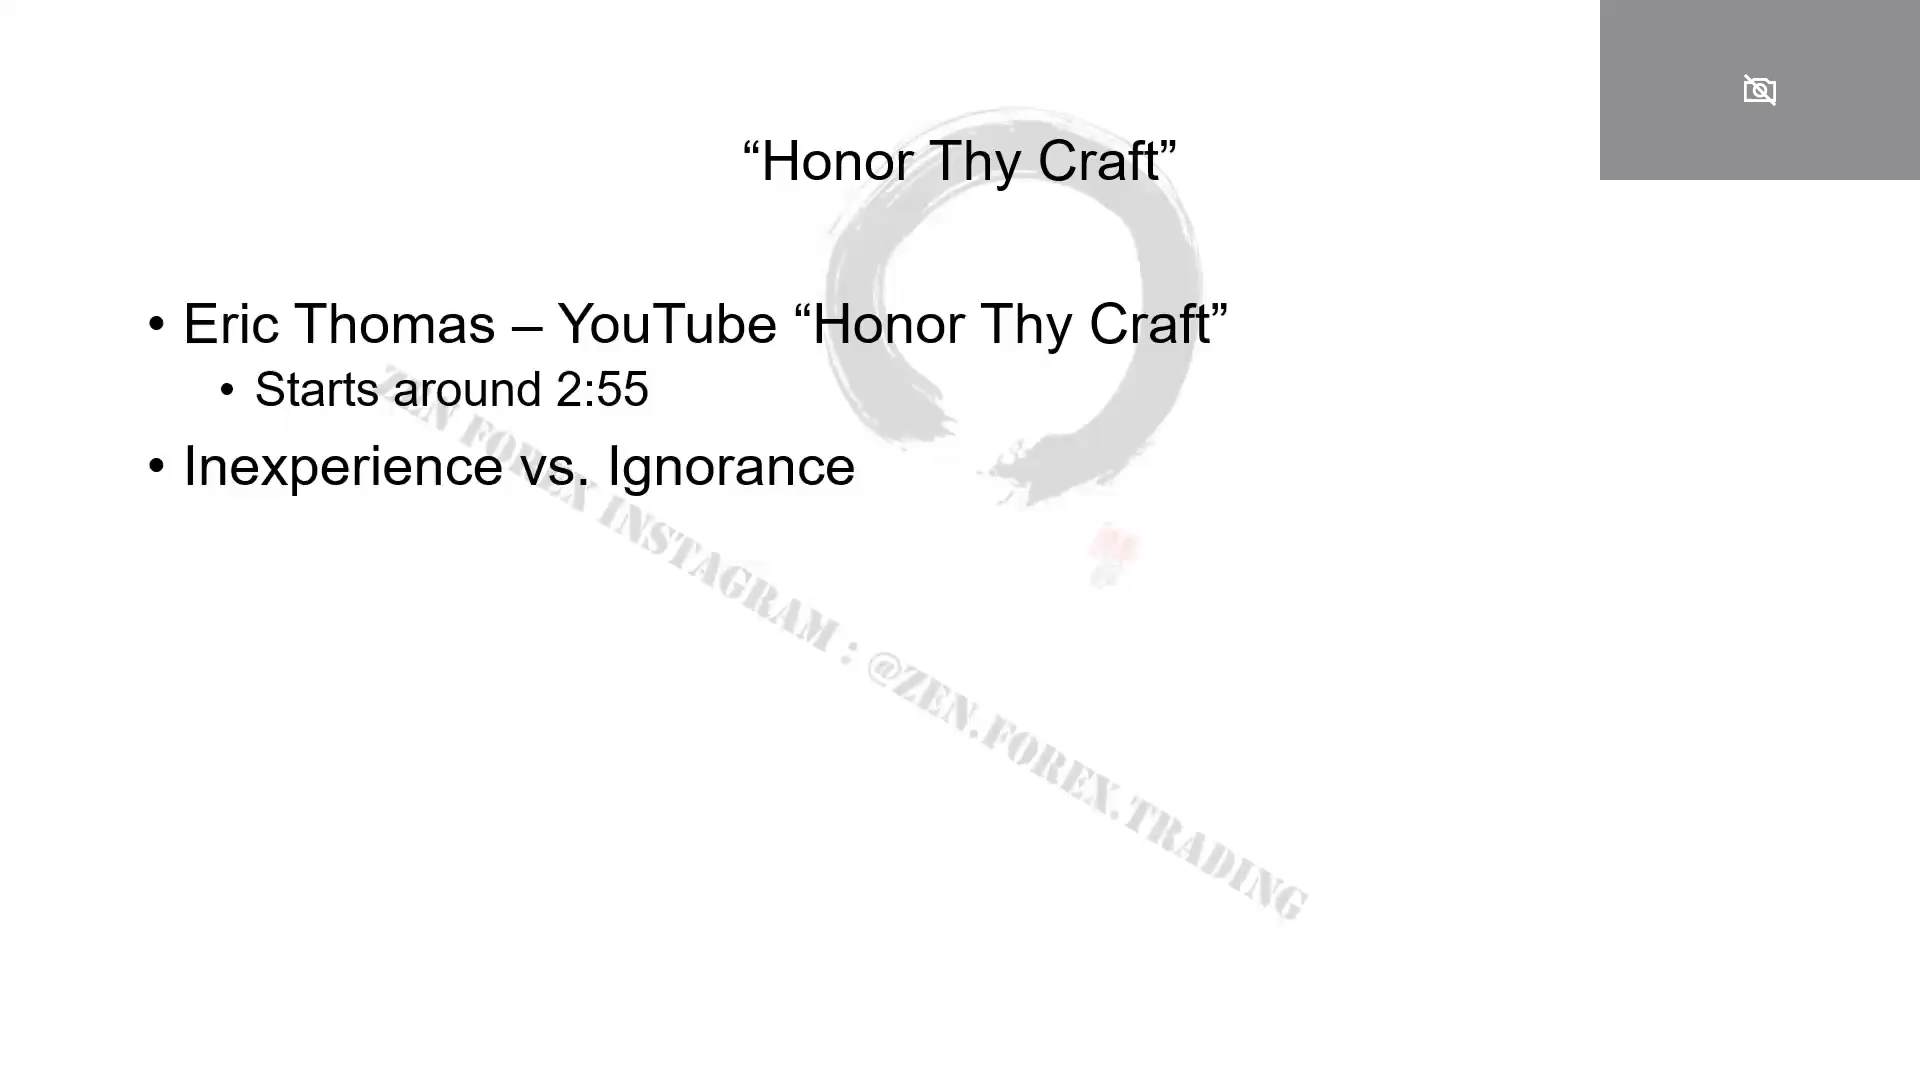 “Honor Thy Craft”
• Eric Thomas – YouTube “Honor Thy Craft”
• Starts around 2:55
• Inexperience vs. Ignorance
ZEN FOREX INSTAGRAM : @ZEN.FOREX.TRADING